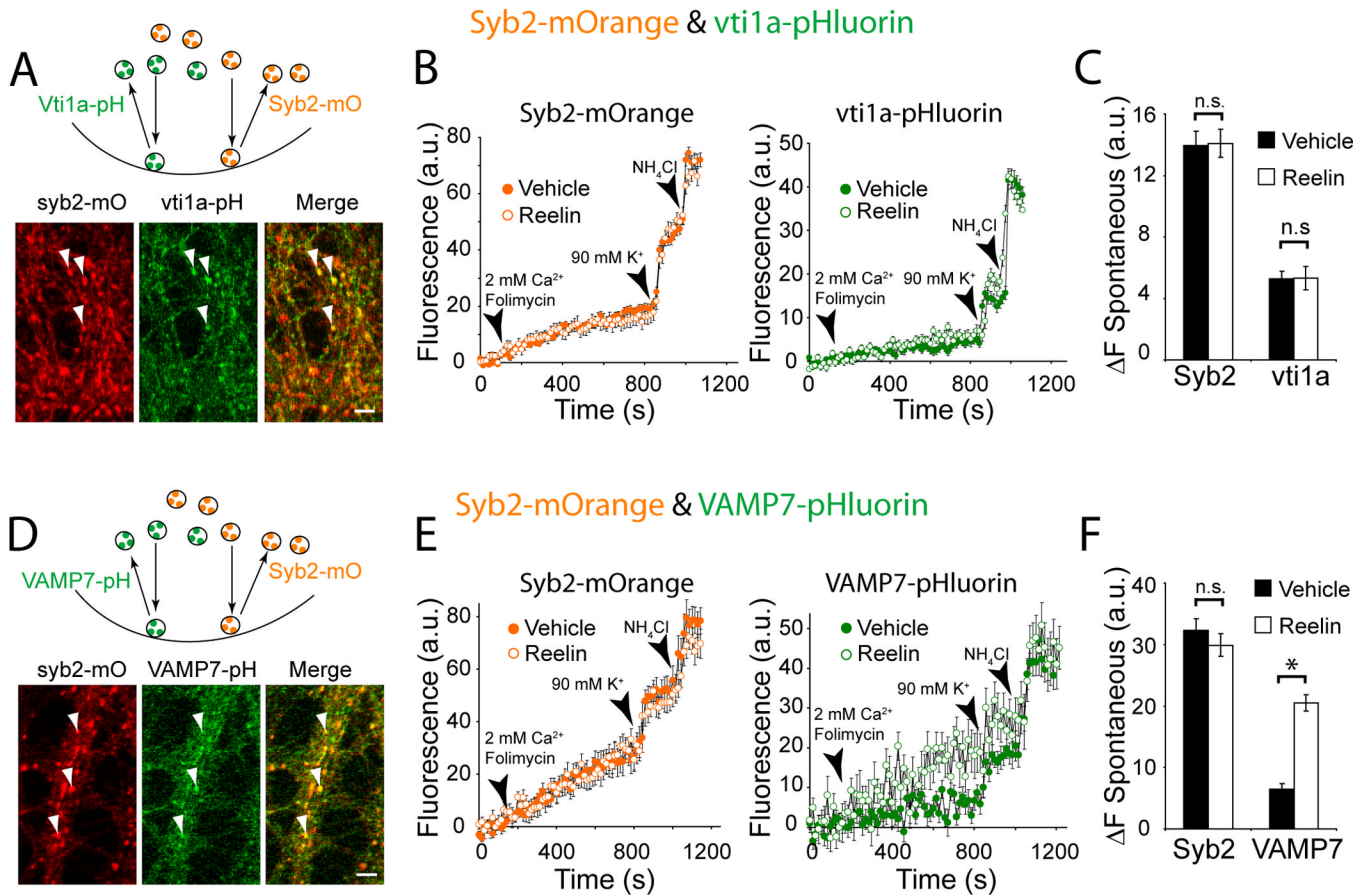 Syb2-mOrange & vti1a-pHluorin
A
Vti1a-pH
Syb2-mO
syb2-mO vti1a-pH Merge
B
Syb2-mOrange
Fluorescence (a.u.)
80
60
40
20
0
Vehicle
Reelin
NH₄Cl
90 mM K⁺
2 mM Ca²⁺
Folimycin
0 400 800 1200
Time (s)
vti1a-pHluorin
Fluorescence (a.u.)
50
40
30
20
10
0
Vehicle
Reelin
NH₄Cl
90 mM K⁺
2 mM Ca²⁺
Folimycin
0 400 800 1200
Time (s)
C
ΔF Spontaneous (a.u.)
16
12
8
4
0
n.s.
n.s
Vehicle
Reelin
Syb2 vti1a
Syb2-mOrange & VAMP7-pHluorin
D
VAMP7-pH
Syb2-mO
syb2-mO VAMP7-pH Merge
E
Syb2-mOrange
Fluorescence (a.u.)
80
60
40
20
0
Vehicle
Reelin
NH₄Cl
90 mM K⁺
2 mM Ca²⁺
Folimycin
0 400 800 1200
Time (s)
VAMP7-pHluorin
Fluorescence (a.u.)
50
40
30
20
10
0
Vehicle
Reelin
NH₄Cl
90 mM K⁺
2 mM Ca²⁺
Folimycin
0 400 800 1200
Time (s)
F
ΔF Spontaneous (a.u.)
40
30
20
10
0
n.s.
*
Vehicle
Reelin
Syb2 VAMP7